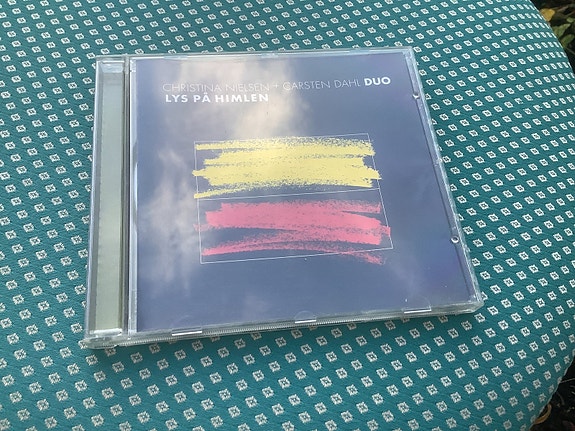 CHRISTINA NIELSEN + CARSTEN DAHL DUO
LYS PÅ HIMLEN